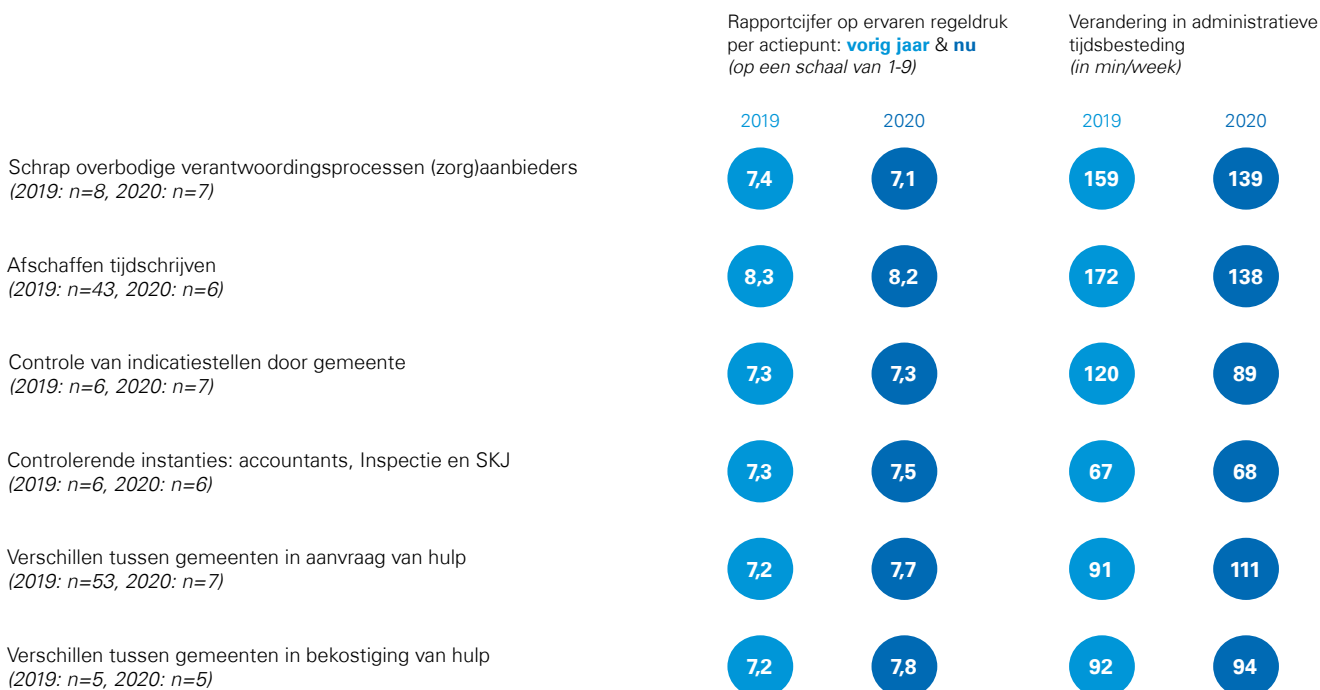 Rapportcijfer op ervaren regeldruk
per actiepunt: vorig jaar & nu
(op een schaal van 1-9)
Verandering in administratieve
tijdsbesteding
(in min/week)
2019 2020 2019 2020
Schrap overbodige verantwoordingsprocessen (zorg)aanbieders
(2019: n=8, 2020: n=7)
7,4 7,1 159 139
Afschaffen tijdschrijven
(2019: n=43, 2020: n=6)
8,3 8,2 172 138
Controle van indicatiestellen door gemeente
(2019: n=6, 2020: n=7)
7,3 7,3 120 89
Controlerende instanties: accountants, Inspectie en SKJ
(2019: n=6, 2020: n=6)
7,3 7,5 67 68
Verschillen tussen gemeenten in aanvraag van hulp
(2019: n=53, 2020: n=7)
7,2 7,7 91 111
Verschillen tussen gemeenten in bekostiging van hulp
(2019: n=5, 2020: n=5)
7,2 7,8 92 94